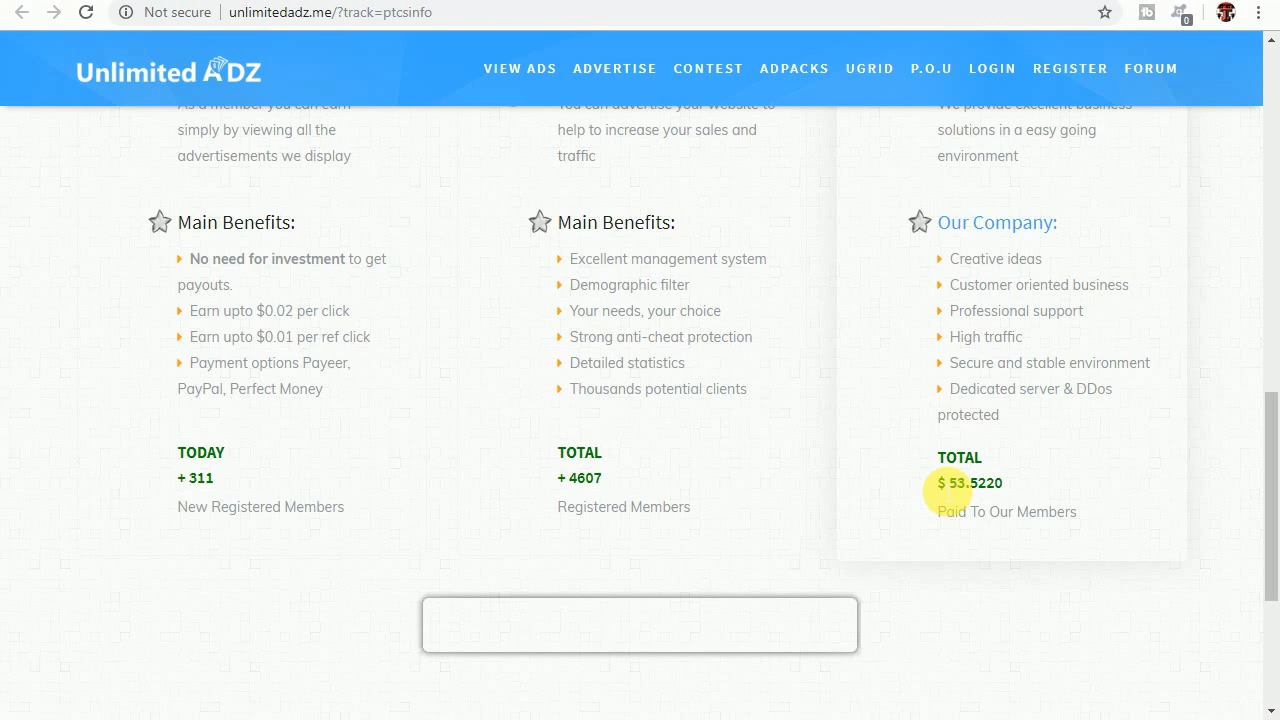 Not secure
unlimitedadz.me/?track=ptcsinfo
0
Unlimited ADZ
VIEW ADS ADVERTISE CONTEST ADPACKS UGRID P.O.U LOGIN REGISTER FORUM
As a member you can earn
simply by viewing all the
advertisements we display
Main Benefits:
No need for investment to get
payouts.
Earn upto $0.02 per click
Earn upto $0.01 per ref click
Payment options Payeer,
PayPal, Perfect Money
TODAY
+ 311
New Registered Members
You can advertise your website to
help to increase your sales and
traffic
Main Benefits:
Excellent management system
Demographic filter
Your needs, your choice
Strong anti-cheat protection
Detailed statistics
Thousands potential clients
TOTAL
+ 4607
Registered Members
We provide excellent business
solutions in a easy going
environment
Our Company:
Creative ideas
Customer oriented business
Professional support
High traffic
Secure and stable environment
Dedicated server & DDos
protected
TOTAL
$ 53.5220
Paid To Our Members